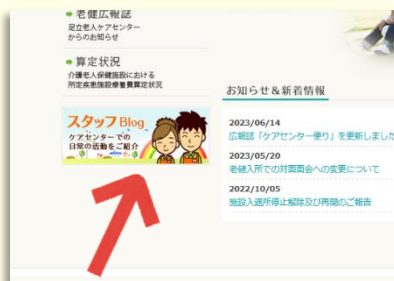 老健広報誌
足立老人ケアセンター
からのお知らせ
算定状況
介護老人保健施設における
所定疾患施設療養費算定状況
スタッフBlog
ケアセンターでの
日常の活動をご紹介
お知らせ＆新着情報
2023/06/14
広報誌「ケアセンター便り」を更新しました
2023/05/20
老健入所での対面面会への変更について
2022/10/05
施設入退所停止解除及び再開のご報告